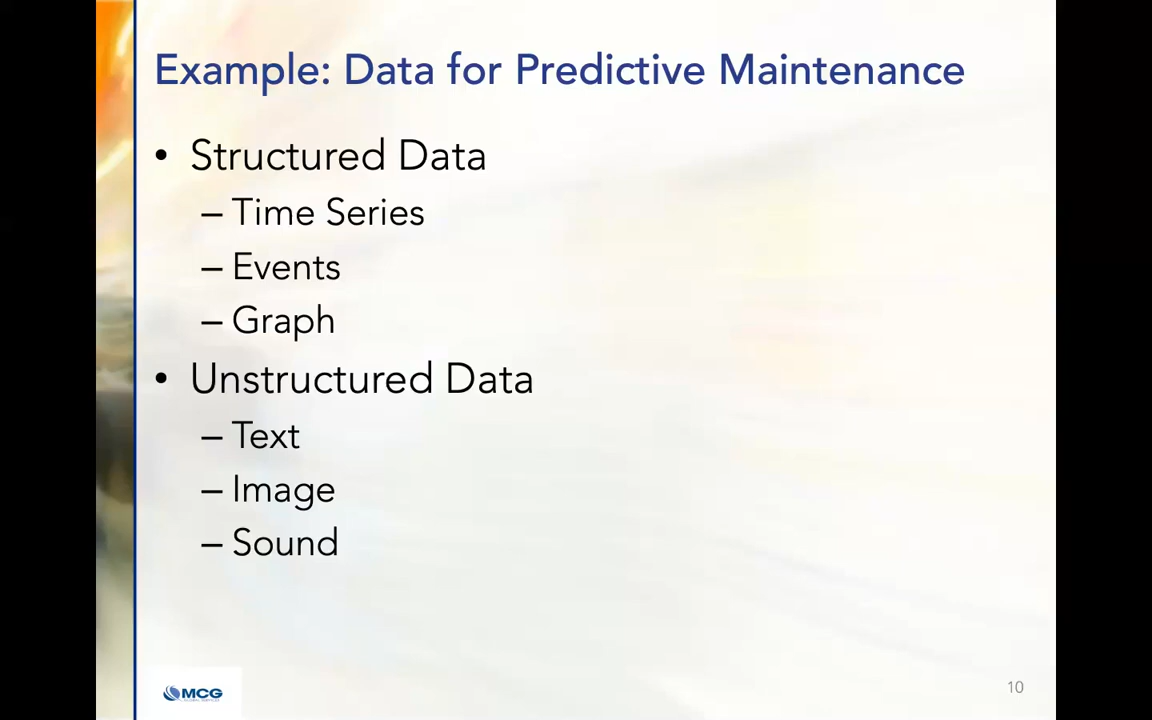 Example: Data for Predictive Maintenance
• Structured Data
– Time Series
– Events
– Graph
• Unstructured Data
– Text
– Image
– Sound
MCG
10